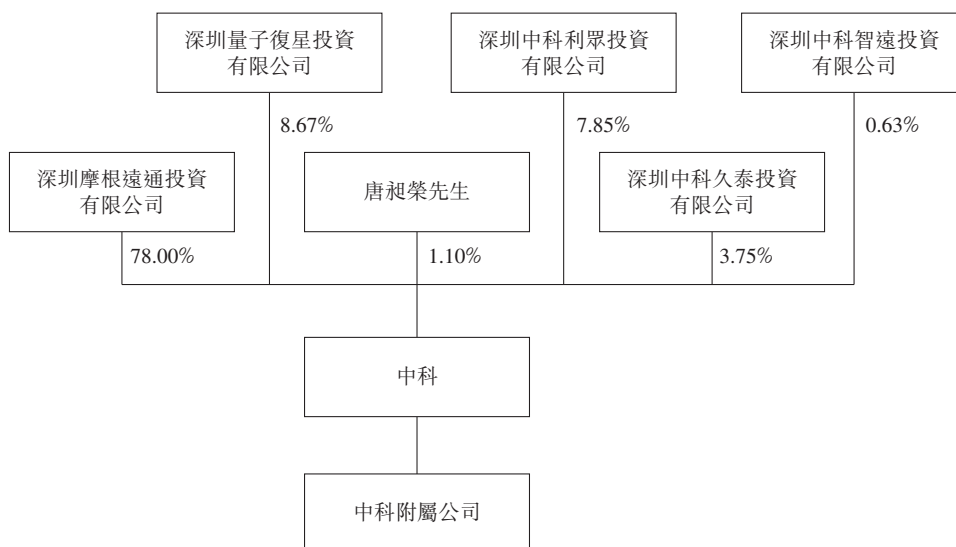 深圳量子復星投資
有限公司
深圳中科利眾投資
有限公司
深圳中科智遠投資
有限公司
8.67%
7.85%
0.63%
深圳摩根遠通投資
有限公司
唐昶榮先生
深圳中科久泰投資
有限公司
78.00%
1.10%
3.75%
中科
中科附屬公司